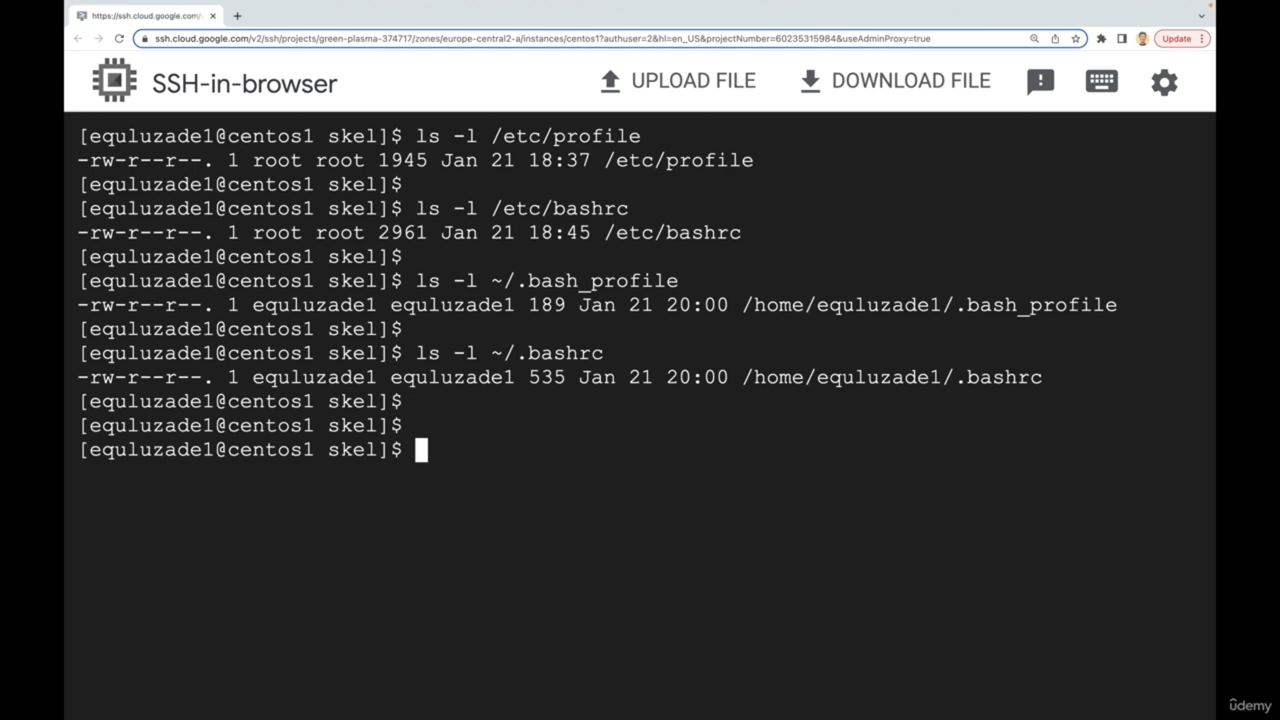 https://ssh.cloud.google.com/v
ssh.cloud.google.com/v2/ssh/projects/green-plasma-374717/zones/europe-central2-a/instances/centos1?authuser=2&hl=en_US&projectNumber=60235315984&useAdminProxy=true
Update
SSH-in-browser
UPLOAD FILE
DOWNLOAD FILE
[equluzade1@centos1 skel]$ ls -l /etc/profile
-rw-r--r--. 1 root root 1945 Jan 21 18:37 /etc/profile
[equluzade1@centos1 skel]$
[equluzade1@centos1 skel]$ ls -l /etc/bashrc
-rw-r--r--. 1 root root 2961 Jan 21 18:45 /etc/bashrc
[equluzade1@centos1 skel]$
[equluzade1@centos1 skel]$ ls -l ~/.bash_profile
-rw-r--r--. 1 equluzade1 equluzade1 189 Jan 21 20:00 /home/equluzade1/.bash_profile
[equluzade1@centos1 skel]$
[equluzade1@centos1 skel]$ ls -l ~/.bashrc
-rw-r--r--. 1 equluzade1 equluzade1 535 Jan 21 20:00 /home/equluzade1/.bashrc
[equluzade1@centos1 skel]$
[equluzade1@centos1 skel]$
[equluzade1@centos1 skel]$
ûdemy